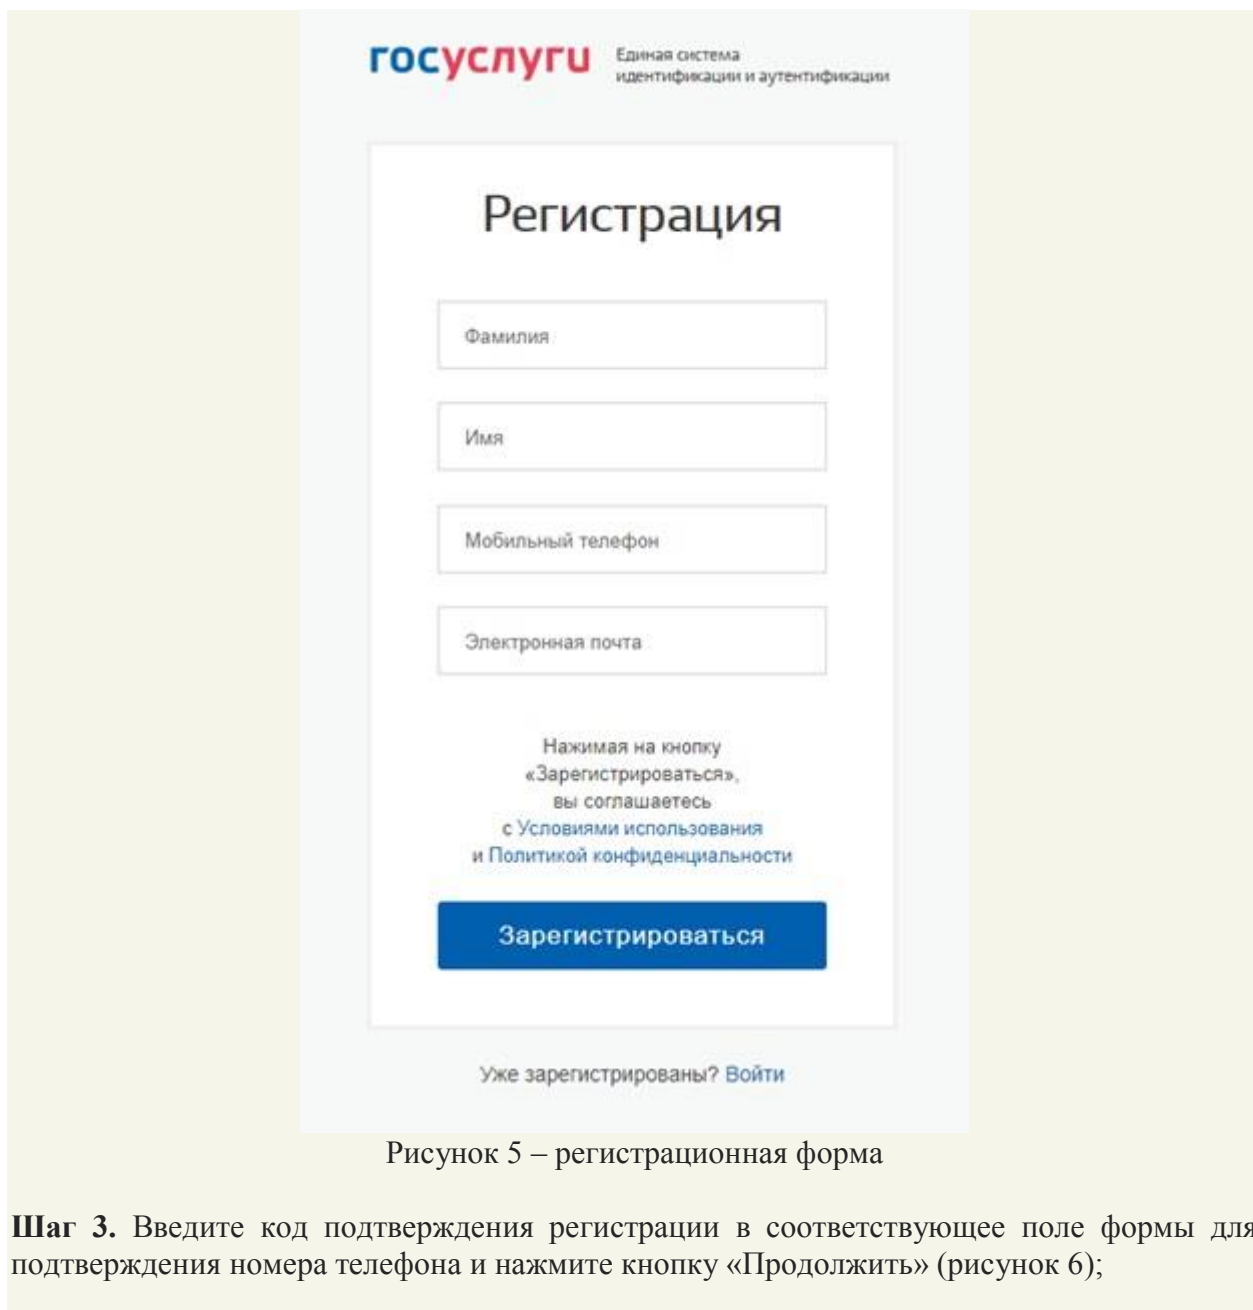 госуслуги Единая система
идентификации и аутентификации
Регистрация
Фамилия
Имя
Мобильный телефон
Электронная почта
Нажимая на кнопку
«Зарегистрироваться»,
вы соглашаетесь
с Условиями использования
и Политикой конфиденциальности
Зарегистрироваться
Уже зарегистрированы? Войти
Рисунок 5 – регистрационная форма
Шаг 3. Введите код подтверждения регистрации в соответствующее поле формы для
подтверждения номера телефона и нажмите кнопку «Продолжить» (рисунок 6);